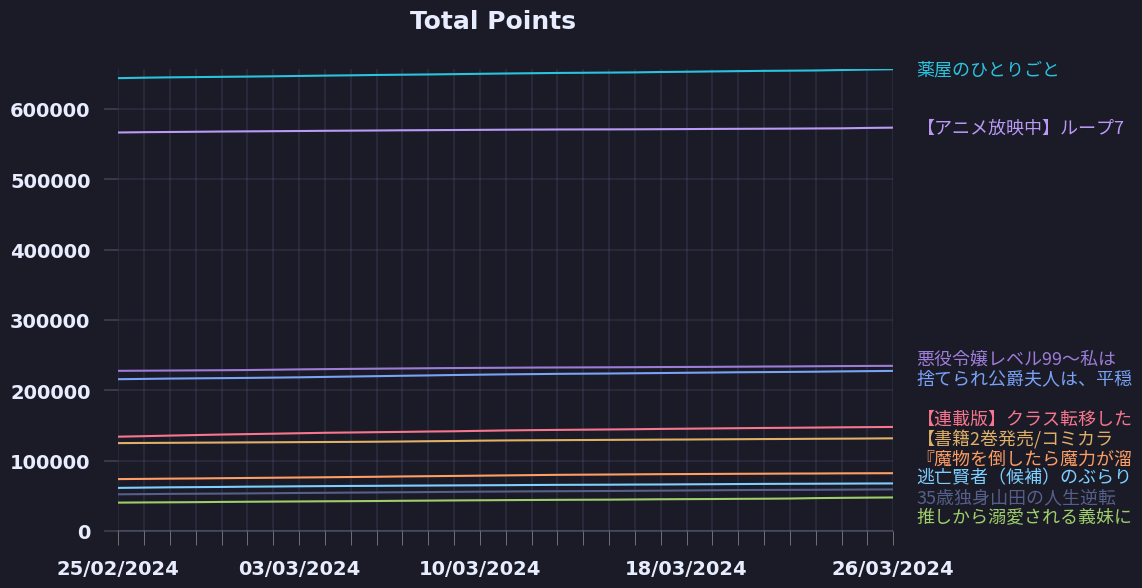 Total Points
薬屋のひとりごと
600000
【アニメ放映中】ループ7
500000
400000
300000
悪役令嬢レベル99～私は
捨てられ公爵夫人は、平穏
200000
【連載版】クラス転移した
【書籍2巻発売/コミカラ
『魔物を倒したら魔力が溜
100000
逃亡賢者（候補）のぶらり
35歳独身山田の人生逆転
推しから溺愛される義妹に
0
25/02/2024
03/03/2024
10/03/2024
18/03/2024
26/03/2024